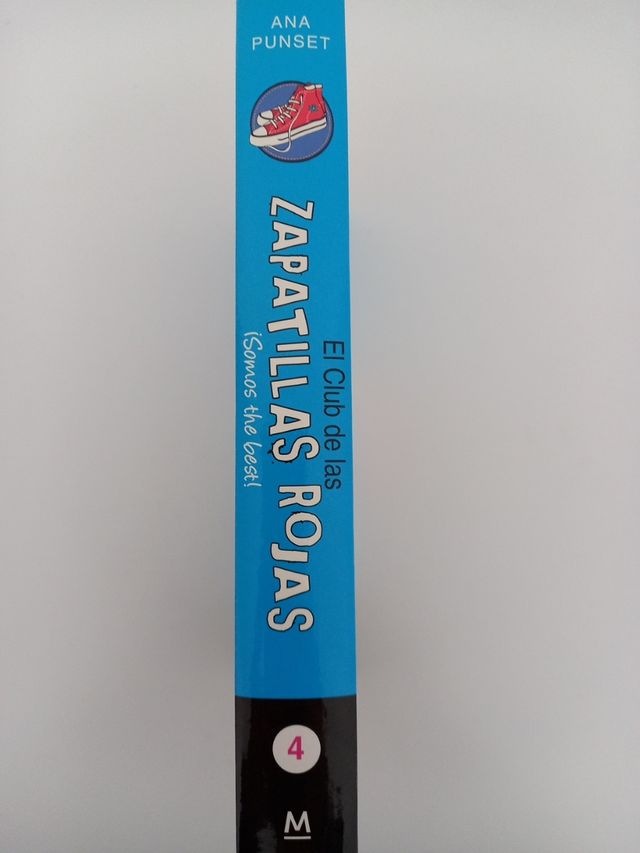 ANA
PUNSET
El Club de las
ZAPATILLAS ROJAS
¡Somos the best!
4
M